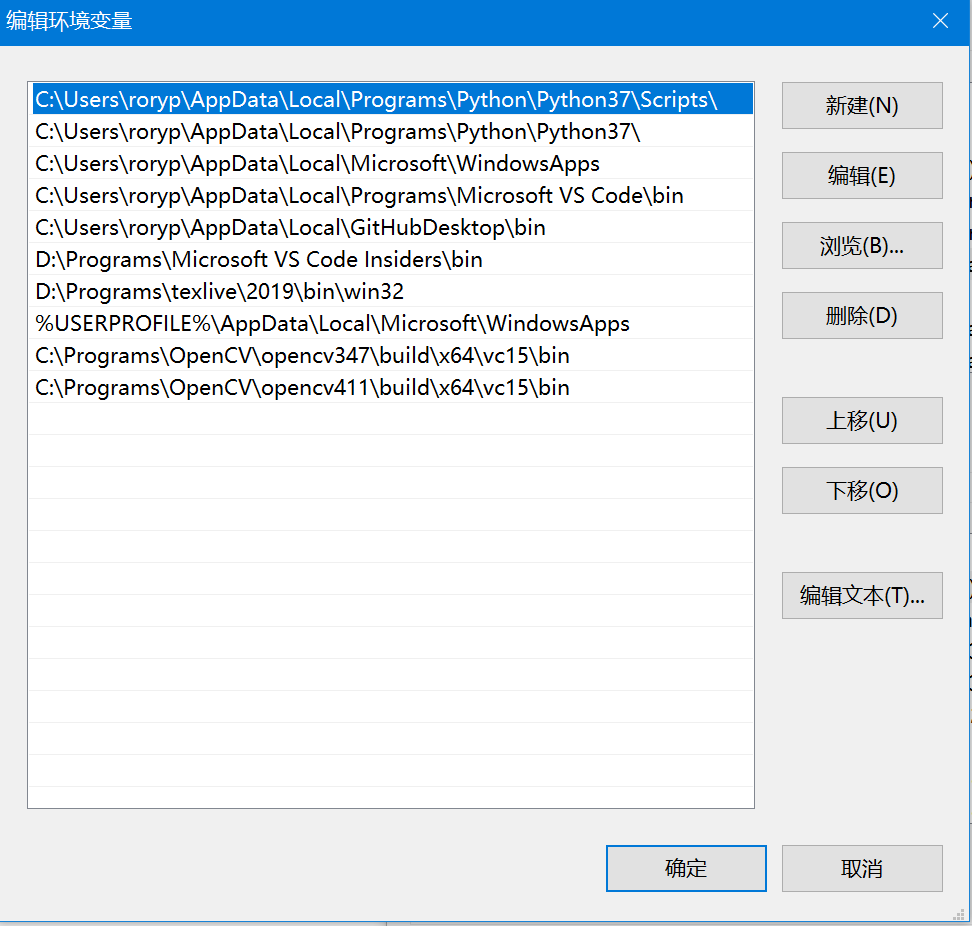 编辑环境变量
C:\Users\roryp\AppData\Local\Programs\Python\Python37\Scripts\
C:\Users\roryp\AppData\Local\Programs\Python\Python37\
C:\Users\roryp\AppData\Local\Microsoft\WindowsApps
C:\Users\roryp\AppData\Local\Programs\Microsoft VS Code\bin
C:\Users\roryp\AppData\Local\GitHubDesktop\bin
D:\Programs\Microsoft VS Code Insiders\bin
D:\Programs\texlive\2019\bin\win32
%USERPROFILE%\AppData\Local\Microsoft\WindowsApps
C:\Programs\OpenCV\opencv347\build\x64\vc15\bin
C:\Programs\OpenCV\opencv411\build\x64\vc15\bin
新建(N)
编辑(E)
浏览(B)...
删除(D)
上移(U)
下移(O)
编辑文本(T)...
确定
取消